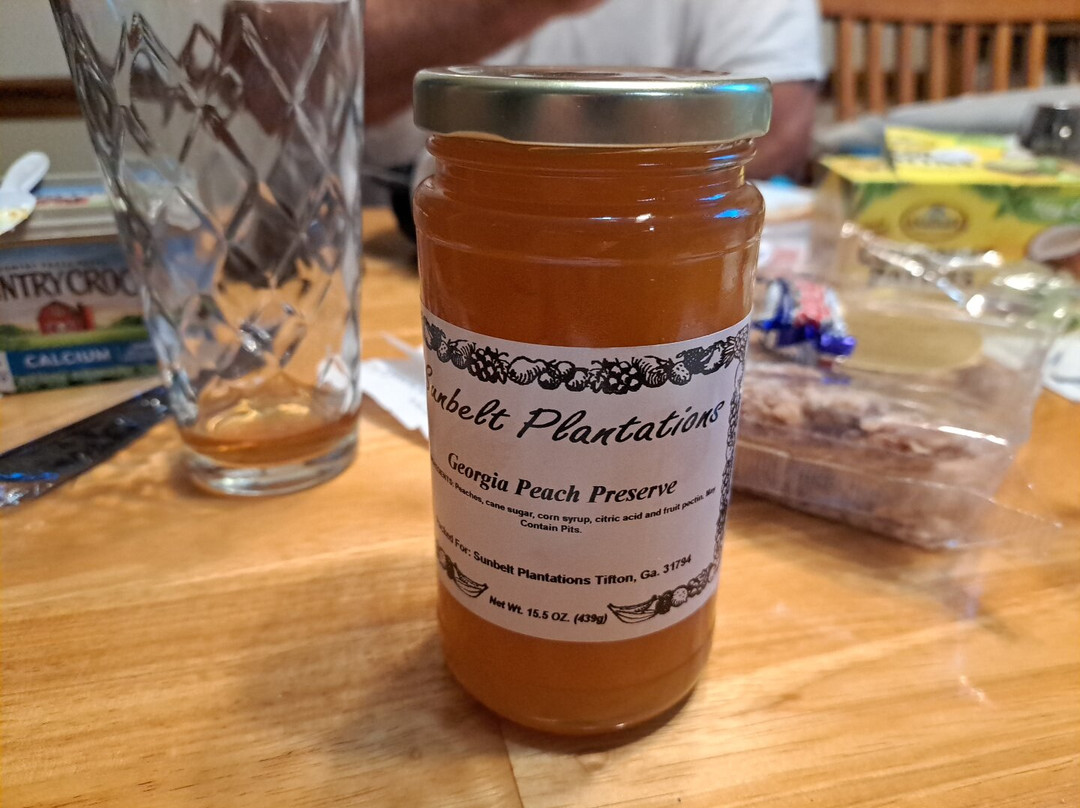 NTRY CROC
CALCIUM
Sunbelt Plantations
Georgia Peach Preserve
Peaches, cane sugar, corn syrup, citric acid and fruit pectin. May
Contain Pits.
For: Sunbelt Plantations Tifton, Ga. 31794
Net Wt. 15.5 OZ. (439g)